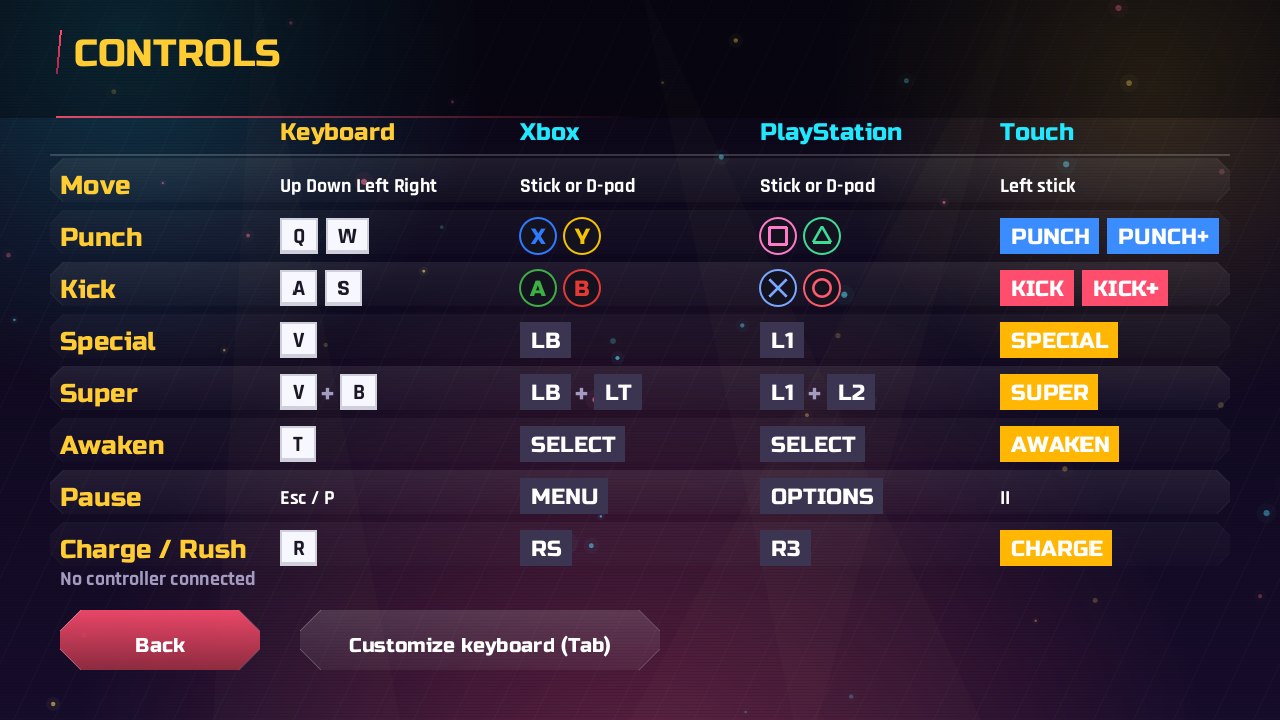 CONTROLS
Keyboard Xbox PlayStation Touch
Move Up Down Left Right Stick or D-pad Stick or D-pad Left stick
Punch Q W X Y PUNCH PUNCH+
Kick A S A B KICK KICK+
Special V LB L1 SPECIAL
Super V + B LB + LT L1 + L2 SUPER
Awaken T SELECT SELECT AWAKEN
Pause Esc / P MENU OPTIONS II
Charge / Rush R RS R3 CHARGE
No controller connected
Back Customize keyboard (Tab)